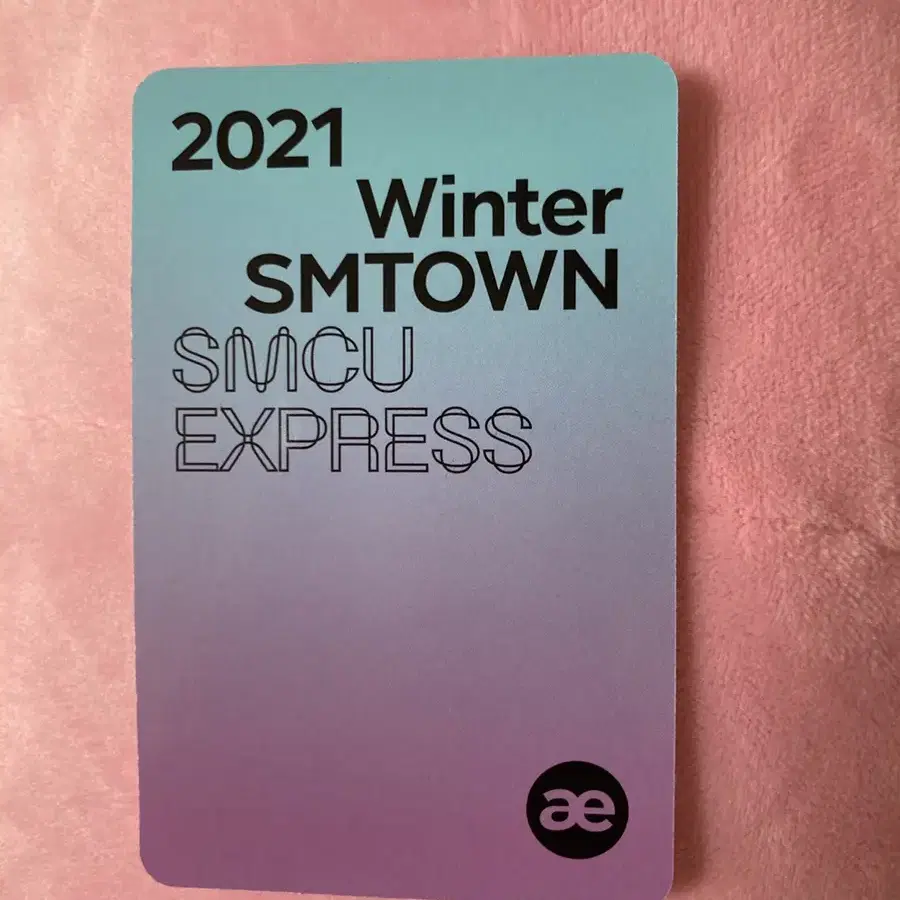 2021
Winter
SMTOWN
SMCU
EXPRESS
æ